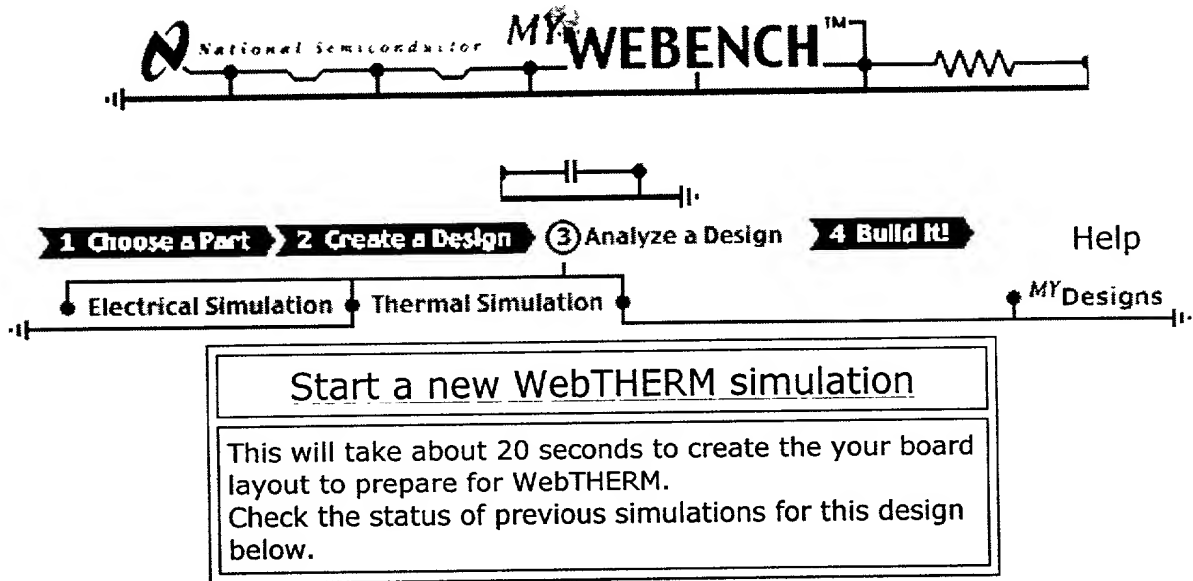 National Semiconductor MY WEBENCH™
1 Choose a Part 2 Create a Design 3 Analyze a Design 4 Build It! Help
Electrical Simulation Thermal Simulation MY Designs
Start a new WebTHERM simulation
This will take about 20 seconds to create the your board
layout to prepare for WebTHERM.
Check the status of previous simulations for this design
below.